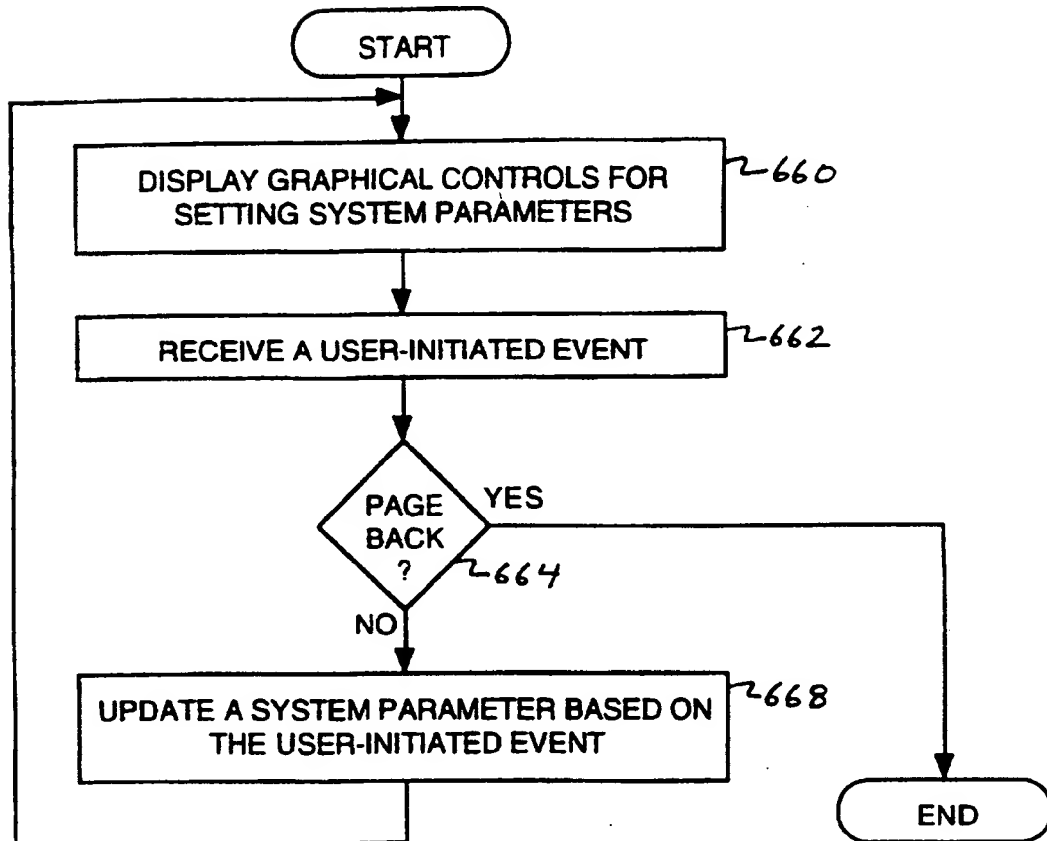 START
DISPLAY GRAPHICAL CONTROLS FOR
SETTING SYSTEM PARAMETERS
660
RECEIVE A USER-INITIATED EVENT
662
PAGE
BACK
?
YES
664
NO
UPDATE A SYSTEM PARAMETER BASED ON
THE USER-INITIATED EVENT
668
END